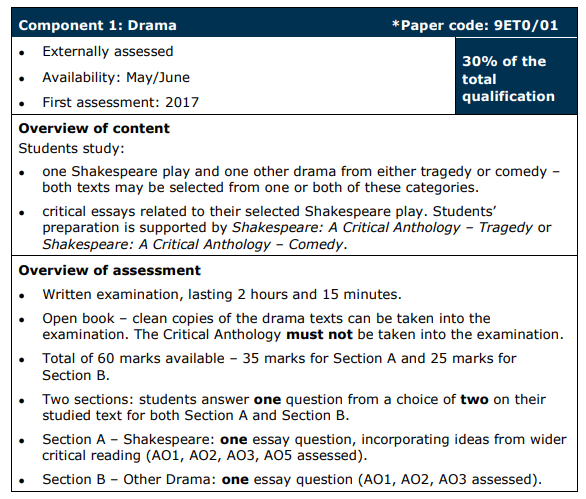 Component 1: Drama *Paper code: 9ET0/01
• Externally assessed
• Availability: May/June
• First assessment: 2017
30% of the
total
qualification
Overview of content
Students study:
• one Shakespeare play and one other drama from either tragedy or comedy –
both texts may be selected from one or both of these categories.
• critical essays related to their selected Shakespeare play. Students’
preparation is supported by Shakespeare: A Critical Anthology – Tragedy or
Shakespeare: A Critical Anthology – Comedy.
Overview of assessment
• Written examination, lasting 2 hours and 15 minutes.
• Open book – clean copies of the drama texts can be taken into the
examination. The Critical Anthology must not be taken into the examination.
• Total of 60 marks available – 35 marks for Section A and 25 marks for
Section B.
• Two sections: students answer one question from a choice of two on their
studied text for both Section A and Section B.
• Section A – Shakespeare: one essay question, incorporating ideas from wider
critical reading (AO1, AO2, AO3, AO5 assessed).
• Section B – Other Drama: one essay question (AO1, AO2, AO3 assessed).